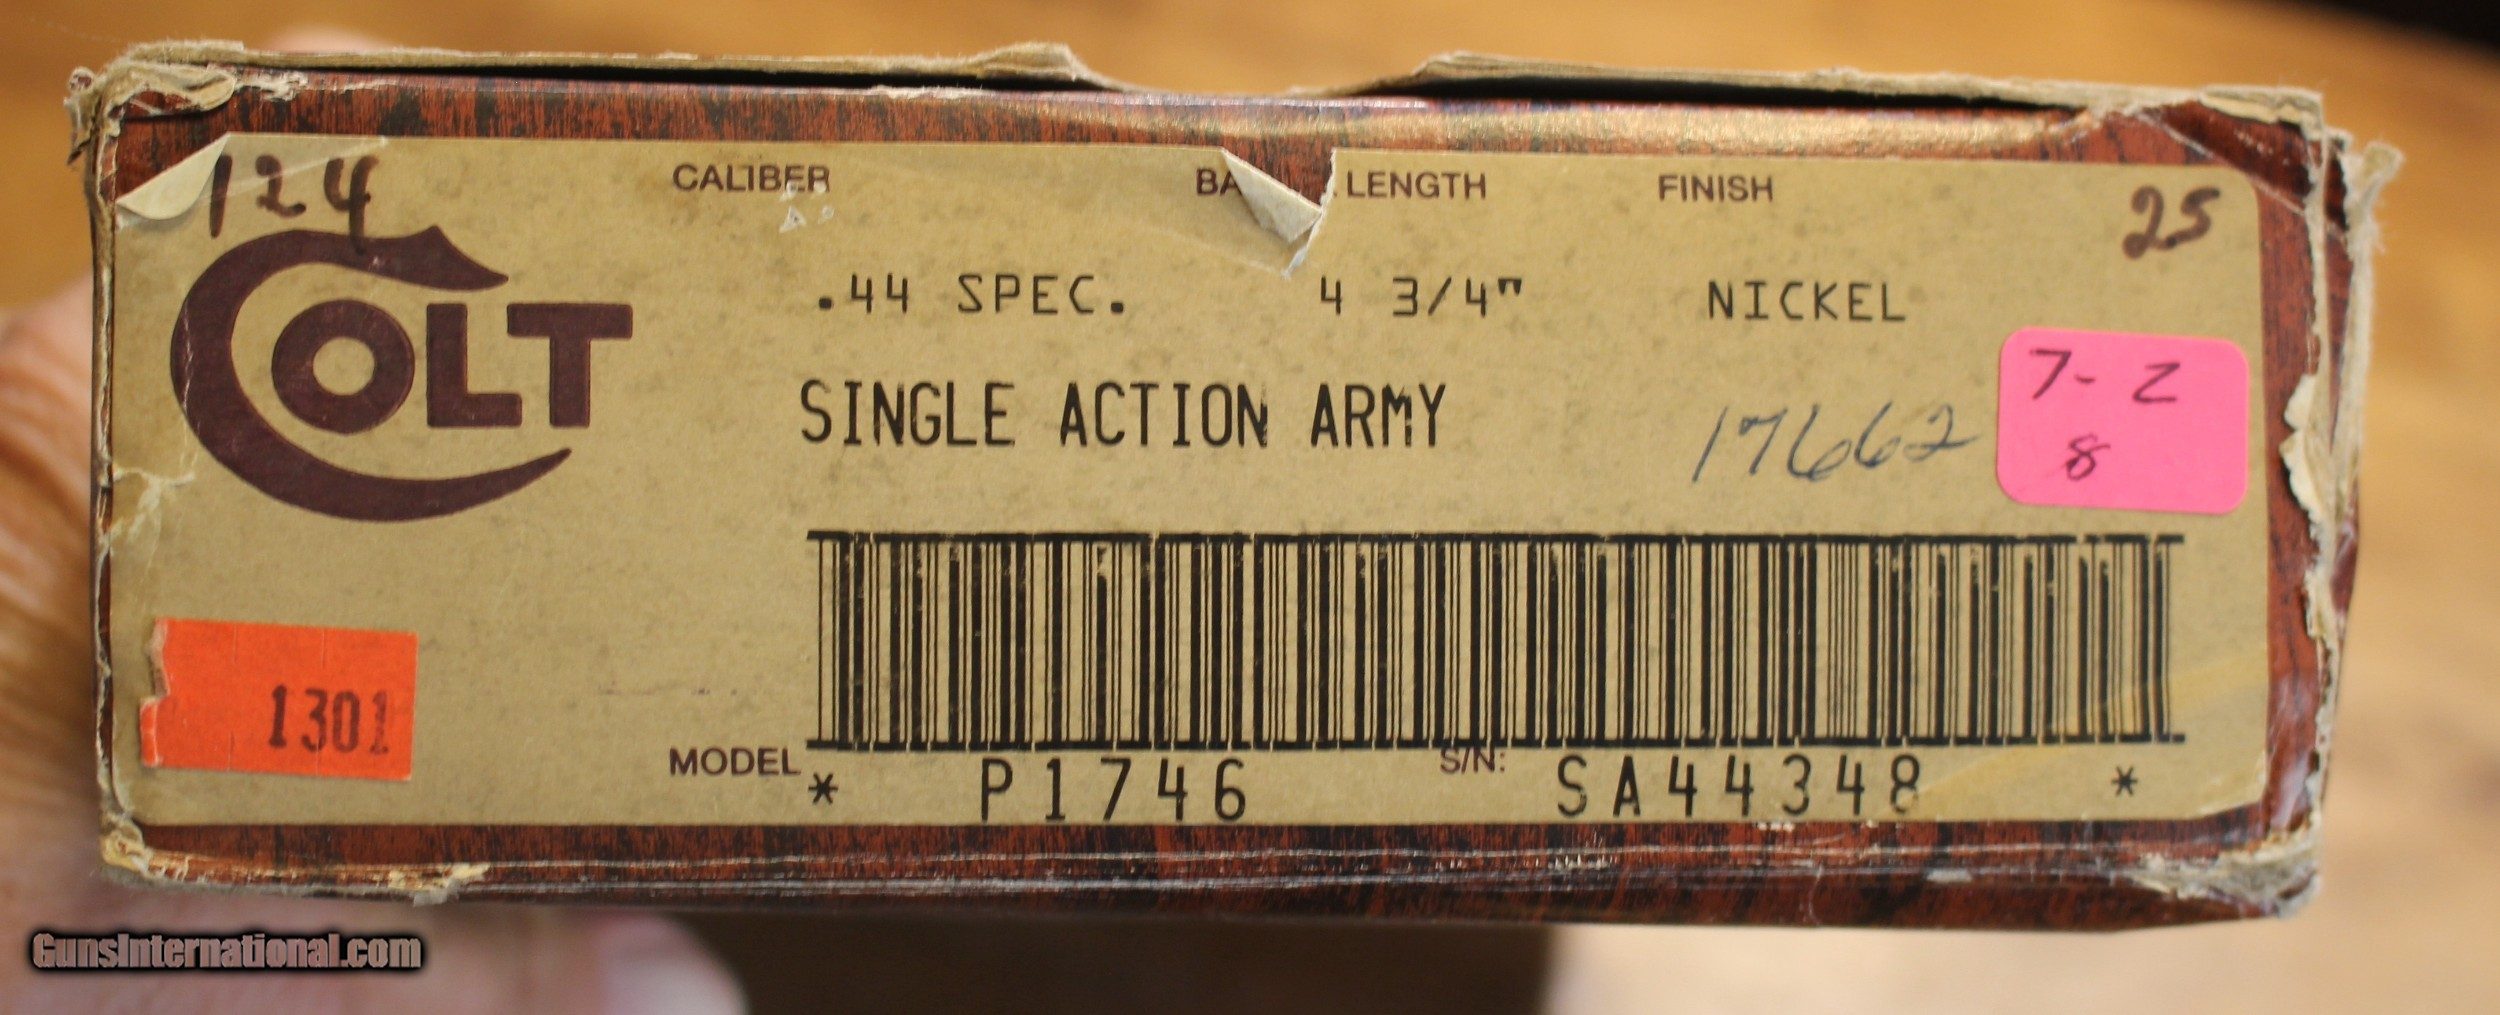 124
CALIBER
LENGTH
FINISH
25
COLT
.44 SPEC.
4 3/4"
NICKEL
7-2
8
SINGLE ACTION ARMY
17662
1301
MODEL
S/N:
* P1746 SA44348 *
GunsInternational.com